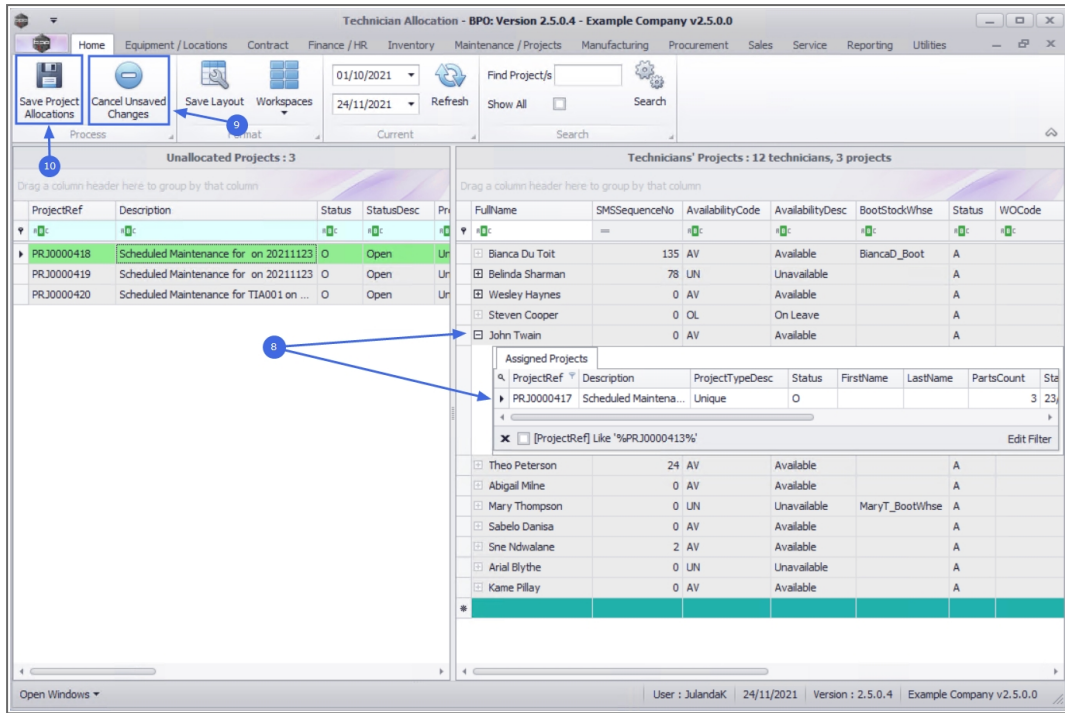 Technician Allocation - BPO: Version 2.5.0.4 - Example Company v2.5.0.0
Home Equipment / Locations Contract Finance / HR Inventory Maintenance / Projects Manufacturing Procurement Sales Service Reporting Utilities
Save Project Allocations
Cancel Unsaved Changes
Save Layout
Workspaces
01/10/2021
24/11/2021
Refresh
Find Project/s
Show All
Search
9
10
Process Format Current Search
Unallocated Projects : 3
Drag a column header here to group by that column
ProjectRef Description Status StatusDesc
PRJ0000418 Scheduled Maintenance for on 20211123 O Open
PRJ0000419 Scheduled Maintenance for on 20211123 O Open
PRJ0000420 Scheduled Maintenance for TIA001 on ... O Open
8
Technicians' Projects : 12 technicians, 3 projects
Drag a column header here to group by that column
FullName SMSSequenceNo AvailabilityCode AvailabilityDesc BootStockWhse Status WOCode
=
Bianca Du Toit 135 AV Available BiancaD_Boot A
Belinda Sharman 78 UN Unavailable A
Wesley Haynes 0 AV Available A
Steven Cooper 0 OL On Leave A
John Twain 0 AV Available A
Assigned Projects
ProjectRef Description ProjectTypeDesc Status FirstName LastName PartsCount Sta
PRJ0000417 Scheduled Maintena... Unique O 3 23/
[ProjectRef] Like '%PRJ0000413%' Edit Filter
Theo Peterson 24 AV Available A
Abigail Milne 0 AV Available A
Mary Thompson 0 UN Unavailable MaryT_BootWhse A
Sabelo Danisa 0 AV Available A
Sne Ndwalane 2 AV Available A
Arial Blythe 0 UN Unavailable A
Kame Pillay 0 AV Available A
Open Windows User : JulandaK 24/11/2021 Version : 2.5.0.4 Example Company v2.5.0.0